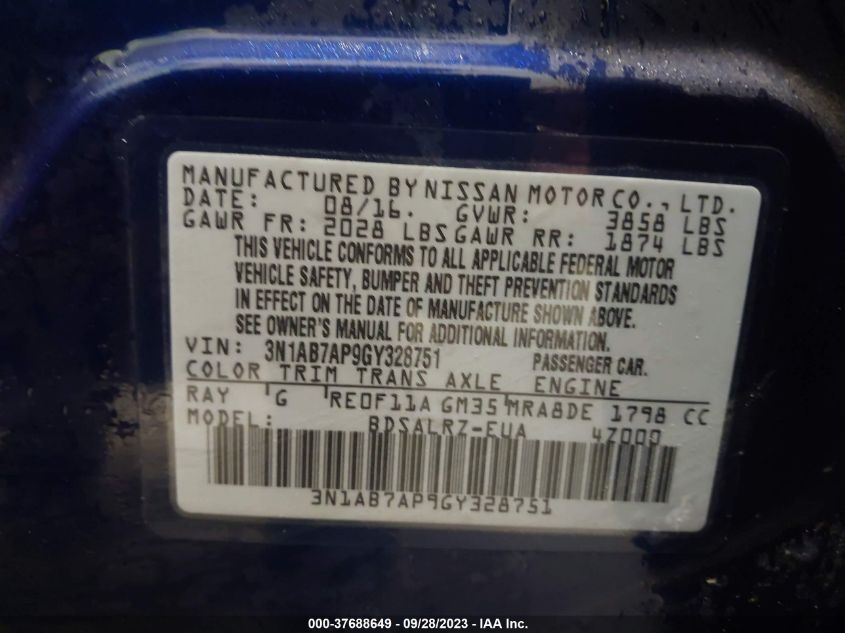 MANUFACTURED BY NISSAN MOTOR CO., LTD.
DATE: 08/16. GVWR: 3858 LBS
GAWR FR: 2028 LBS GAWR RR: 1874 LBS
THIS VEHICLE CONFORMS TO ALL APPLICABLE FEDERAL MOTOR
VEHICLE SAFETY, BUMPER AND THEFT PREVENTION STANDARDS
IN EFFECT ON THE DATE OF MANUFACTURE SHOWN ABOVE.
SEE OWNER'S MANUAL FOR ADDITIONAL INFORMATION.
VIN: 3N1AB7AP9GY328751 PASSENGER CAR.
COLOR TRIM TRANS AXLE ENGINE
RAY G RE0F11A GM35 MRA8DE 1798 CC
MODEL: BDSALRZ-EUA 4Z000
3N1AB7AP9GY328751
000-37688649 / 09/28/2023 - IAA Inc.